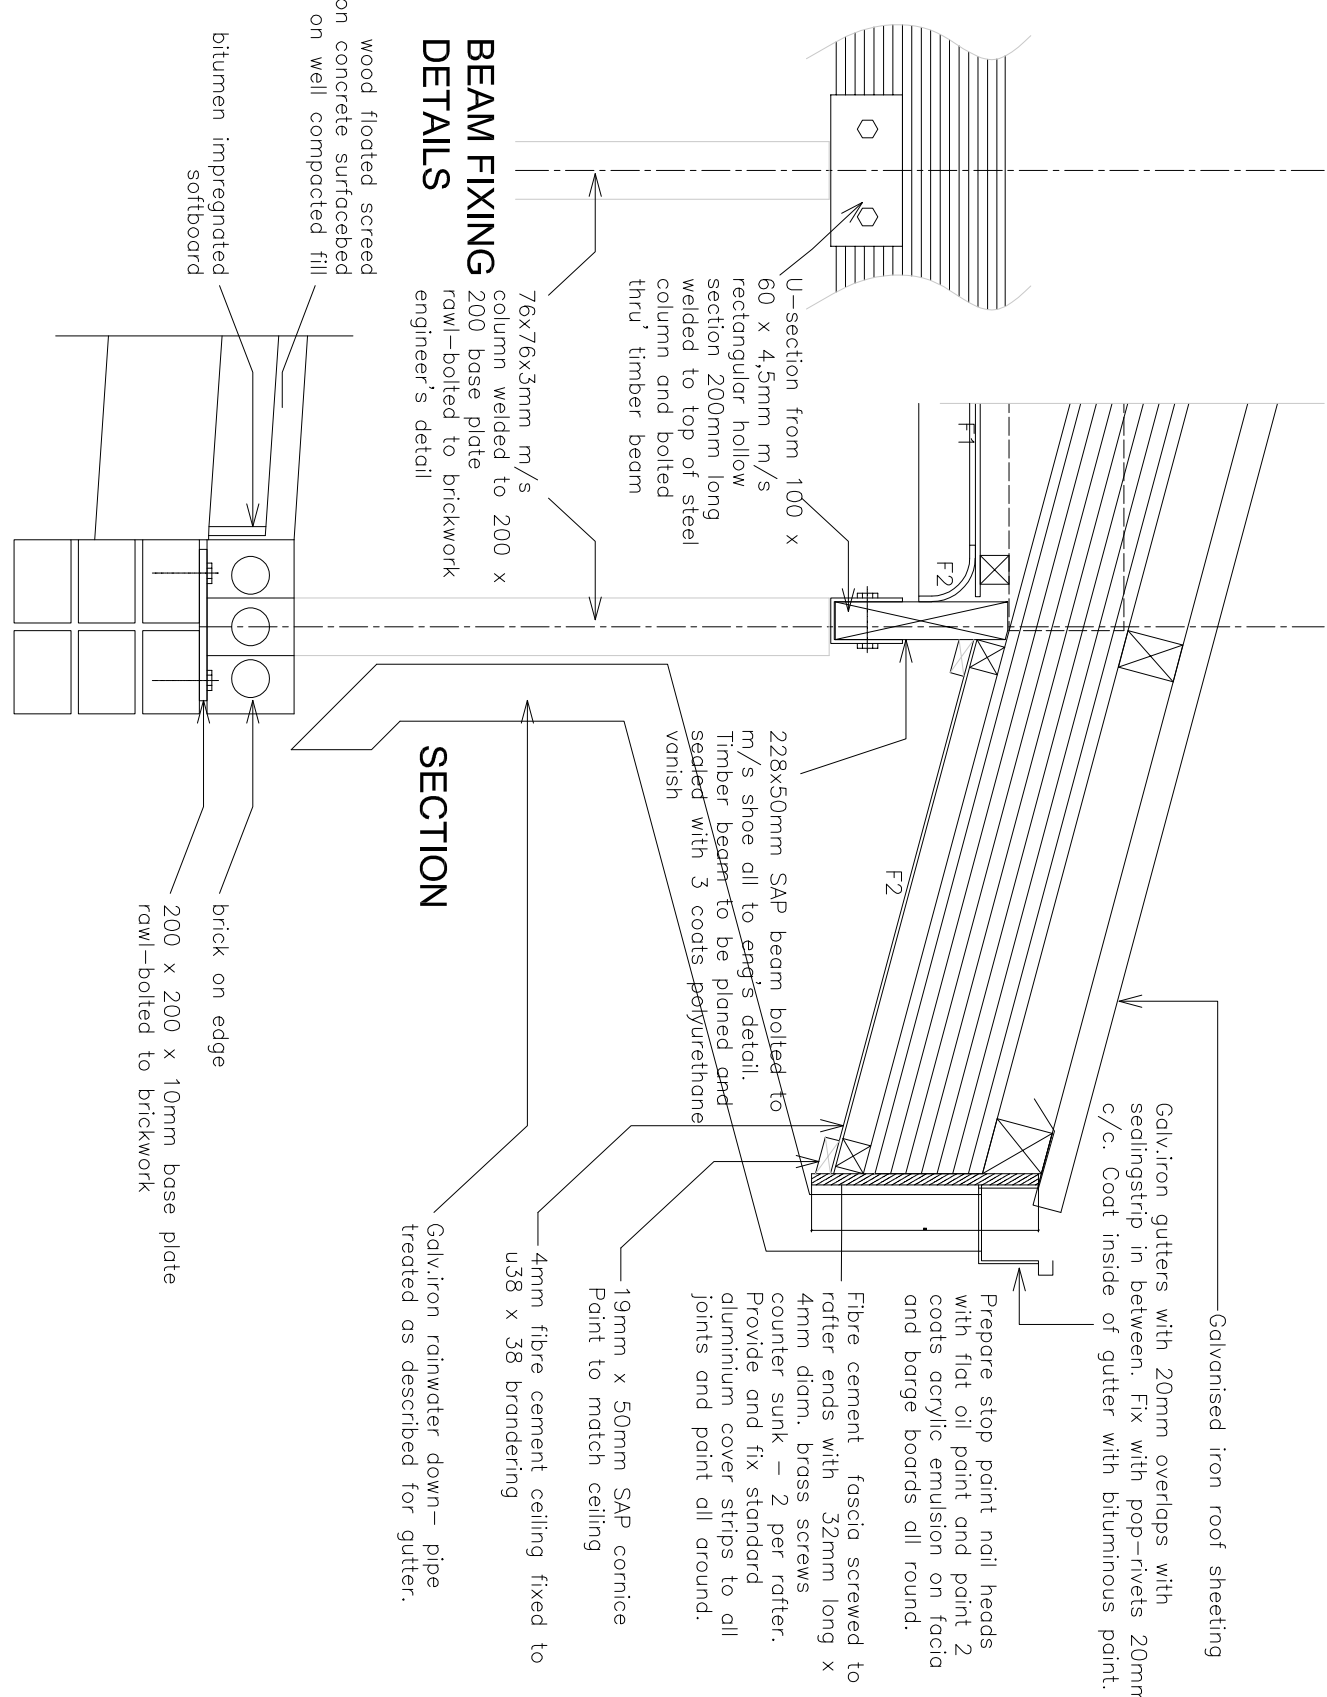 Galvanised iron roof sheeting
Galv.iron gutters with 20mm overlaps with
sealingstrip in between. Fix with pop-rivets 20mm
c/c. Coat inside of gutter with bituminous paint.
Prepare stop paint nail heads
with flat oil paint and paint 2
coats acrylic emulsion on facia
and barge boards all round.
Fibre cement fascia screwed to
rafter ends with 32mm long x
4mm diam. brass screws
counter sunk - 2 per rafter.
Provide and fix standard
aluminium cover strips to all
joints and paint all around.
19mm x 50mm SAP cornice
Paint to match ceiling
4mm fibre cement ceiling fixed to
u38 x 38 brandering
Galv.iron rainwater down- pipe
treated as described for gutter.
F1
F2
F2
U-section from 100 x
60 x 4,5mm m/s
rectangular hollow
section 200mm long
welded to top of steel
column and bolted
thru' timber beam
228x50mm SAP beam bolted to
m/s shoe all to eng's detail.
Timber beam to be planed and
sealed with 3 coats polyurethane
vanish
76x76x3mm m/s
column welded to 200 x
200 base plate
rawl-bolted to brickwork
engineer's detail
BEAM FIXING
DETAILS
SECTION
wood floated screed
on concrete surfacebed
on well compacted fill
bitumen impregnated
softboard
brick on edge
200 x 200 x 10mm base plate
rawl-bolted to brickwork